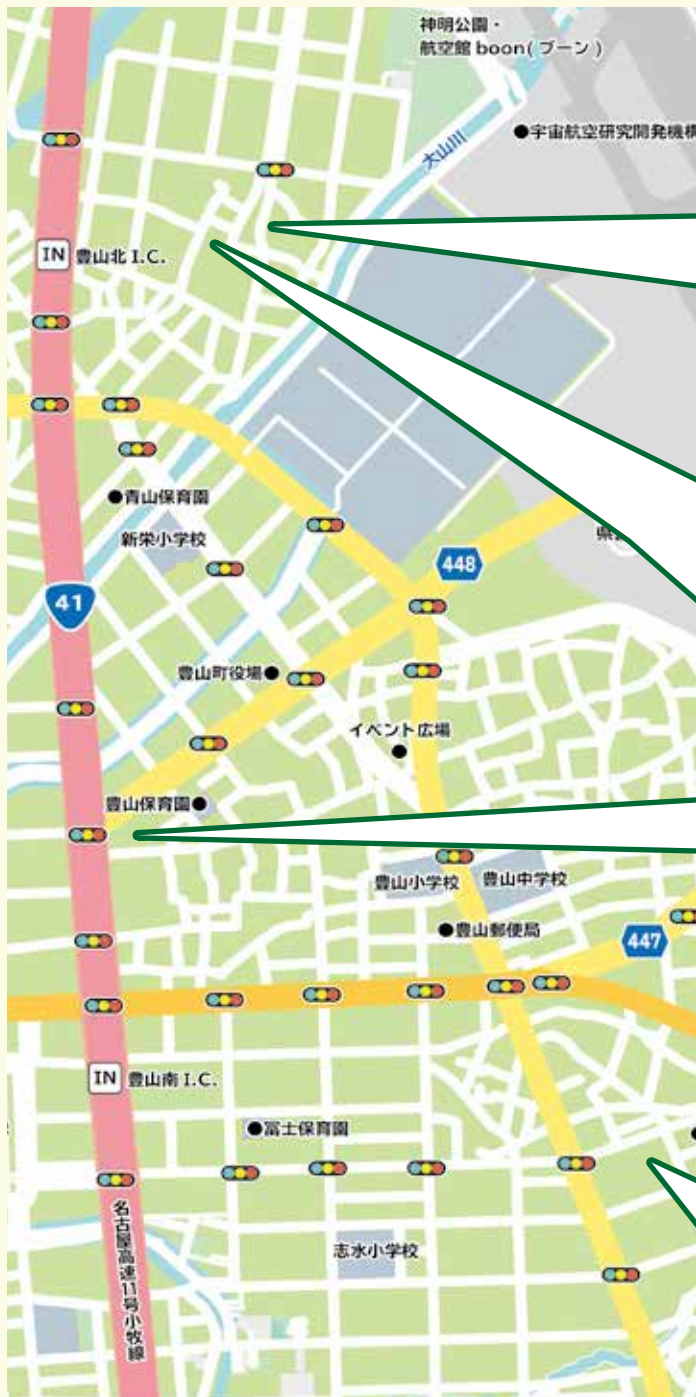 神明公園・
航空館 boon(ブーン)
●宇宙航空研究開発機構
大山川
IN 豊山北 I.C.
●青山保育園
新栄小学校
県
448
41
豊山町役場●
イベント広場
●
豊山保育園●
豊山小学校
豊山中学校
●豊山郵便局
447
IN 豊山南 I.C.
●冨士保育園
名古屋高速11号小牧線
志水小学校